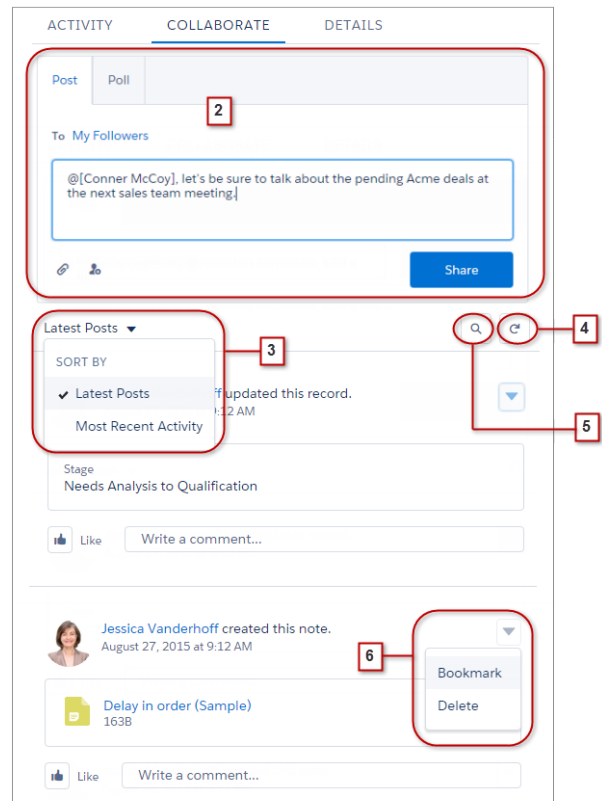 ACTIVITY COLLABORATE DETAILS
Post Poll
2
To My Followers
@[Conner McCoy], let's be sure to talk about the pending Acme deals at
the next sales team meeting.
Share
Latest Posts
4
3
SORT BY
Latest Posts
updated this record.
:12 AM
Most Recent Activity
5
Stage
Needs Analysis to Qualification
Like Write a comment...
Jessica Vanderhoff created this note.
August 27, 2015 at 9:12 AM
6
Bookmark
Delay in order (Sample)
Delete
163B
Like Write a comment...